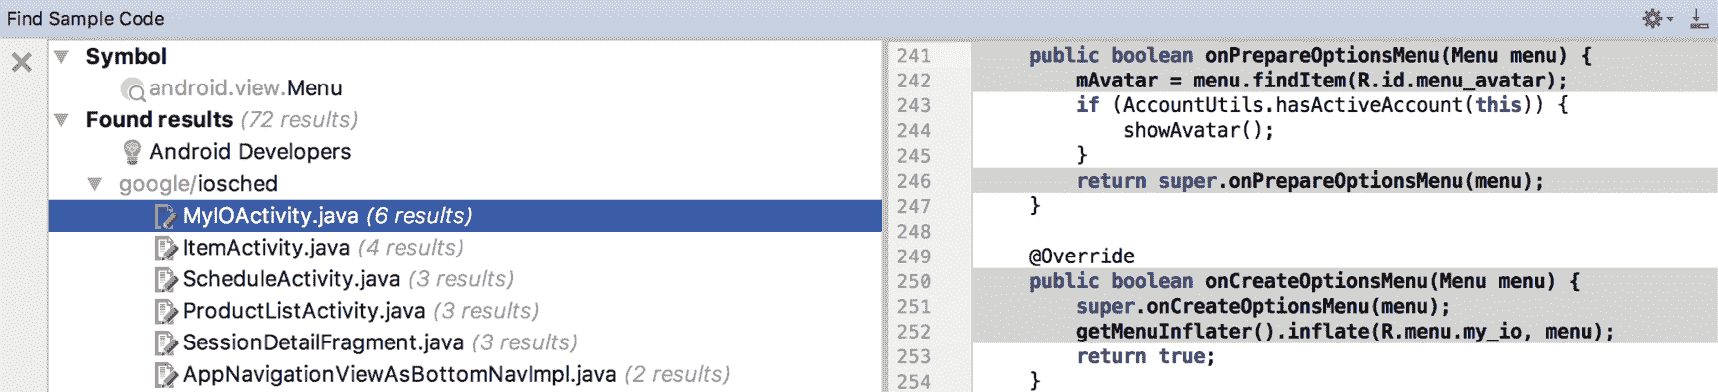 Find Sample Code
Symbol
android.view.Menu
Found results (72 results)
Android Developers
google/iosched
MyIOActivity.java (6 results)
ItemActivity.java (4 results)
ScheduleActivity.java (3 results)
ProductListActivity.java (3 results)
SessionDetailFragment.java (3 results)
AppNavigationViewAsBottomNavImpl.java (2 results)
241 public boolean onPrepareOptionsMenu(Menu menu) {
242 mAvatar = menu.findItem(R.id.menu_avatar);
243 if (AccountUtils.hasActiveAccount(this)) {
244 showAvatar();
245 }
246 return super.onPrepareOptionsMenu(menu);
247 }
248
249 @Override
250 public boolean onCreateOptionsMenu(Menu menu) {
251 super.onCreateOptionsMenu(menu);
252 getMenuInflater().inflate(R.menu.my_io, menu);
253 return true;
254 }